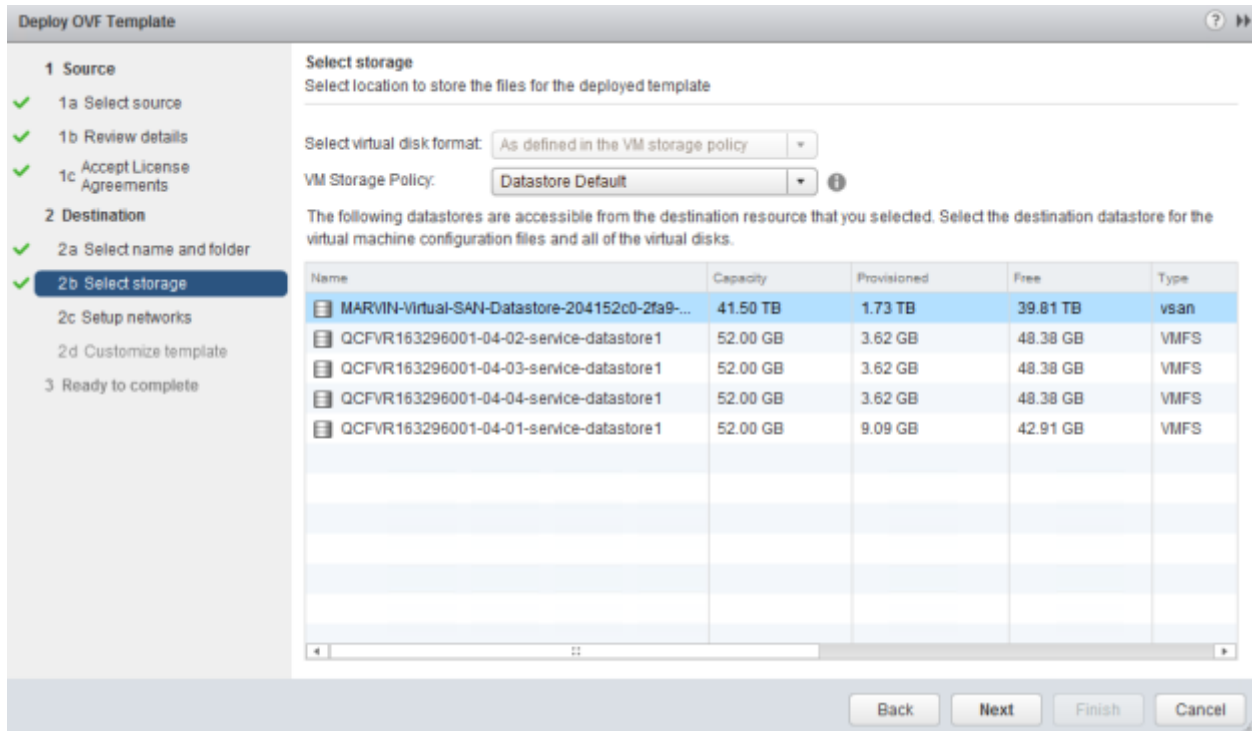 Deploy OVF Template
1 Source
1a Select source
1b Review details
1c Accept License
Agreements
2 Destination
2a Select name and folder
2b Select storage
2c Setup networks
2d Customize template
3 Ready to complete
Select storage
Select location to store the files for the deployed template
Select virtual disk format: As defined in the VM storage policy
VM Storage Policy: Datastore Default
The following datastores are accessible from the destination resource that you selected. Select the destination datastore for the
virtual machine configuration files and all of the virtual disks.
Name Capacity Provisioned Free Type
MARVIN-Virtual-SAN-Datastore-204152c0-2fa9-... 41.50 TB 1.73 TB 39.81 TB vsan
QCFVR163296001-04-02-service-datastore1 52.00 GB 3.62 GB 48.38 GB VMFS
QCFVR163296001-04-03-service-datastore1 52.00 GB 3.62 GB 48.38 GB VMFS
QCFVR163296001-04-04-service-datastore1 52.00 GB 3.62 GB 48.38 GB VMFS
QCFVR163296001-04-01-service-datastore1 52.00 GB 9.09 GB 42.91 GB VMFS
Back Next Finish Cancel